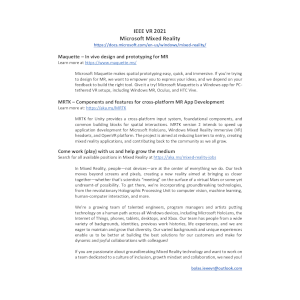 IEEE VR 2021
Microsoft Mixed Reality
https://docs.microsoft.com/en-us/windows/mixed-reality/
Maquette – In vivo design and prototyping for MR
Learn more at https://www.maquette.ms/
Microsoft Maquette makes spatial prototyping easy, quick, and immersive. If you're trying
to design for MR, we want to empower you to express your ideas, and we depend on your
feedback to build the right tool. Give it a try! Microsoft Maquette is a Windows app for PC-
tethered VR setups, including Windows MR, Oculus, and HTC Vive.
MRTK – Components and features for cross-platform MR App Development
Learn more at https://aka.ms/MRTK
MRTK for Unity provides a cross-platform input system, foundational components, and
common building blocks for spatial interactions. MRTK version 2 intends to speed up
application development for Microsoft HoloLens, Windows Mixed Reality immersive (VR)
headsets, and OpenVR platform. The project is aimed at reducing barriers to entry, creating
mixed reality applications, and contributing back to the community as we all grow.
Come work (play) with us and help grow the medium
Search for all available positions in Mixed Reality at https://aka.ms/mixed-reality-jobs
In Mixed Reality, people—not devices—are at the center of everything we do. Our tech
moves beyond screens and pixels, creating a new reality aimed at bringing us closer
together—whether that's scientists "meeting" on the surface of a virtual Mars or some yet
undreamt of possibility. To get there, we're incorporating groundbreaking technologies,
from the revolutionary Holographic Processing Unit to computer vision, machine learning,
human-computer interaction, and more.
We're a growing team of talented engineers, program managers and artists putting
technology on a human path across all Windows devices, including Microsoft HoloLens, the
Internet of Things, phones, tablets, desktops, and Xbox. Our team has people from a wide
variety of backgrounds, identities, previous work histories, life experiences, and we are
eager to maintain and grow that diversity. Our varied backgrounds and unique experiences
enable us to be better at building the best solutions for our customers and make for
dynamic and joyful collaborations with colleagues!
If you are passionate about groundbreaking Mixed Reality technology and want to work on
a team dedicated to a culture of inclusion, growth mindset and collaboration, we need you.